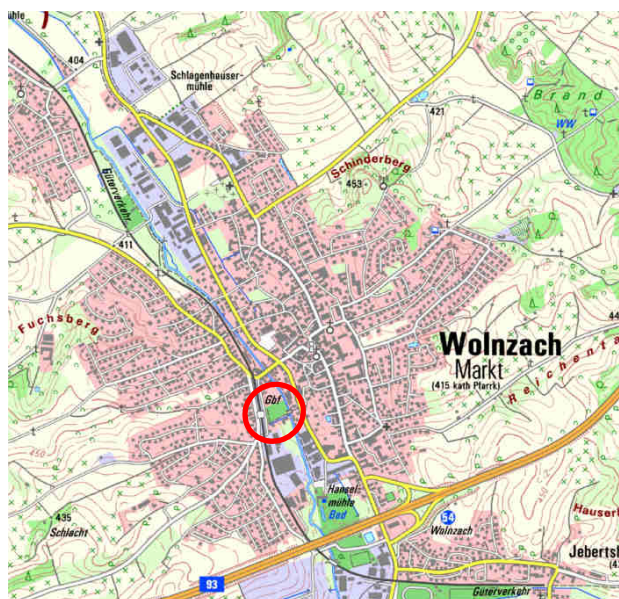 404
Schlagenhauser-
mühle
421
Brand
WW
Schinderberg
453
Güterverkehr
411
Fuchsberg
Wolnzach
Markt
(415 kath Pfarrk)
Gbf
435
Schlacht
Hansel-
mühle
Bad
54
Wolnzach
93
Güterverkehr